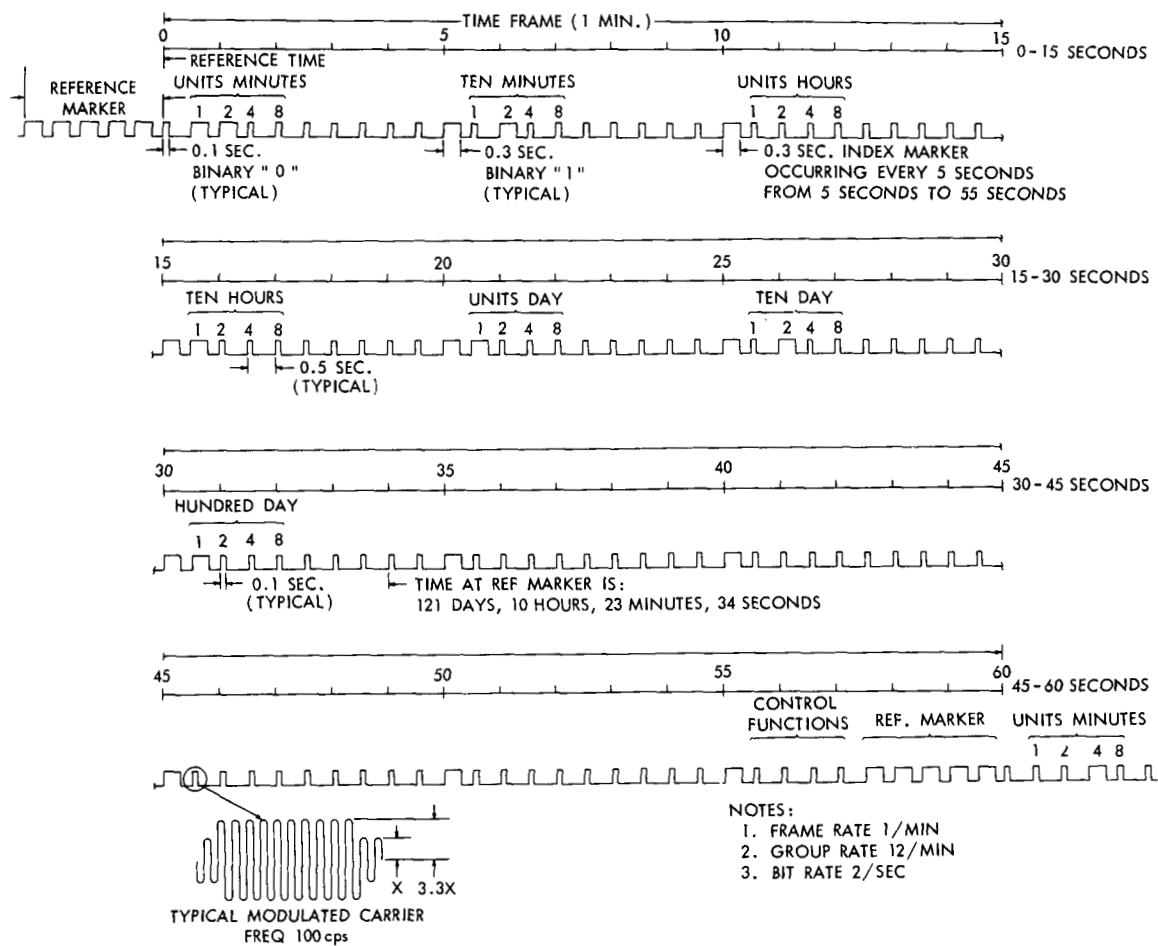 TIME FRAME (1 MIN.)
0 5 10 15
0-15 SECONDS
REFERENCE TIME
REFERENCE MARKER
UNITS MINUTES
1 2 4 8
TEN MINUTES
1 2 4 8
UNITS HOURS
1 2 4 8
0.1 SEC.
BINARY "0"
(TYPICAL)
0.3 SEC.
BINARY "1"
(TYPICAL)
0.3 SEC. INDEX MARKER
OCCURRING EVERY 5 SECONDS
FROM 5 SECONDS TO 55 SECONDS
15 20 25 30
15-30 SECONDS
TEN HOURS
1 2 4 8
UNITS DAY
1 2 4 8
TEN DAY
1 2 4 8
0.5 SEC.
(TYPICAL)
30 35 40 45
30-45 SECONDS
HUNDRED DAY
1 2 4 8
0.1 SEC.
(TYPICAL)
TIME AT REF MARKER IS:
121 DAYS, 10 HOURS, 23 MINUTES, 34 SECONDS
45 50 55 60
45-60 SECONDS
CONTROL
FUNCTIONS
REF. MARKER
UNITS MINUTES
1 2 4 8
X 3.3X
TYPICAL MODULATED CARRIER
FREQ 100 cps
NOTES:
1. FRAME RATE 1/MIN
2. GROUP RATE 12/MIN
3. BIT RATE 2/SEC